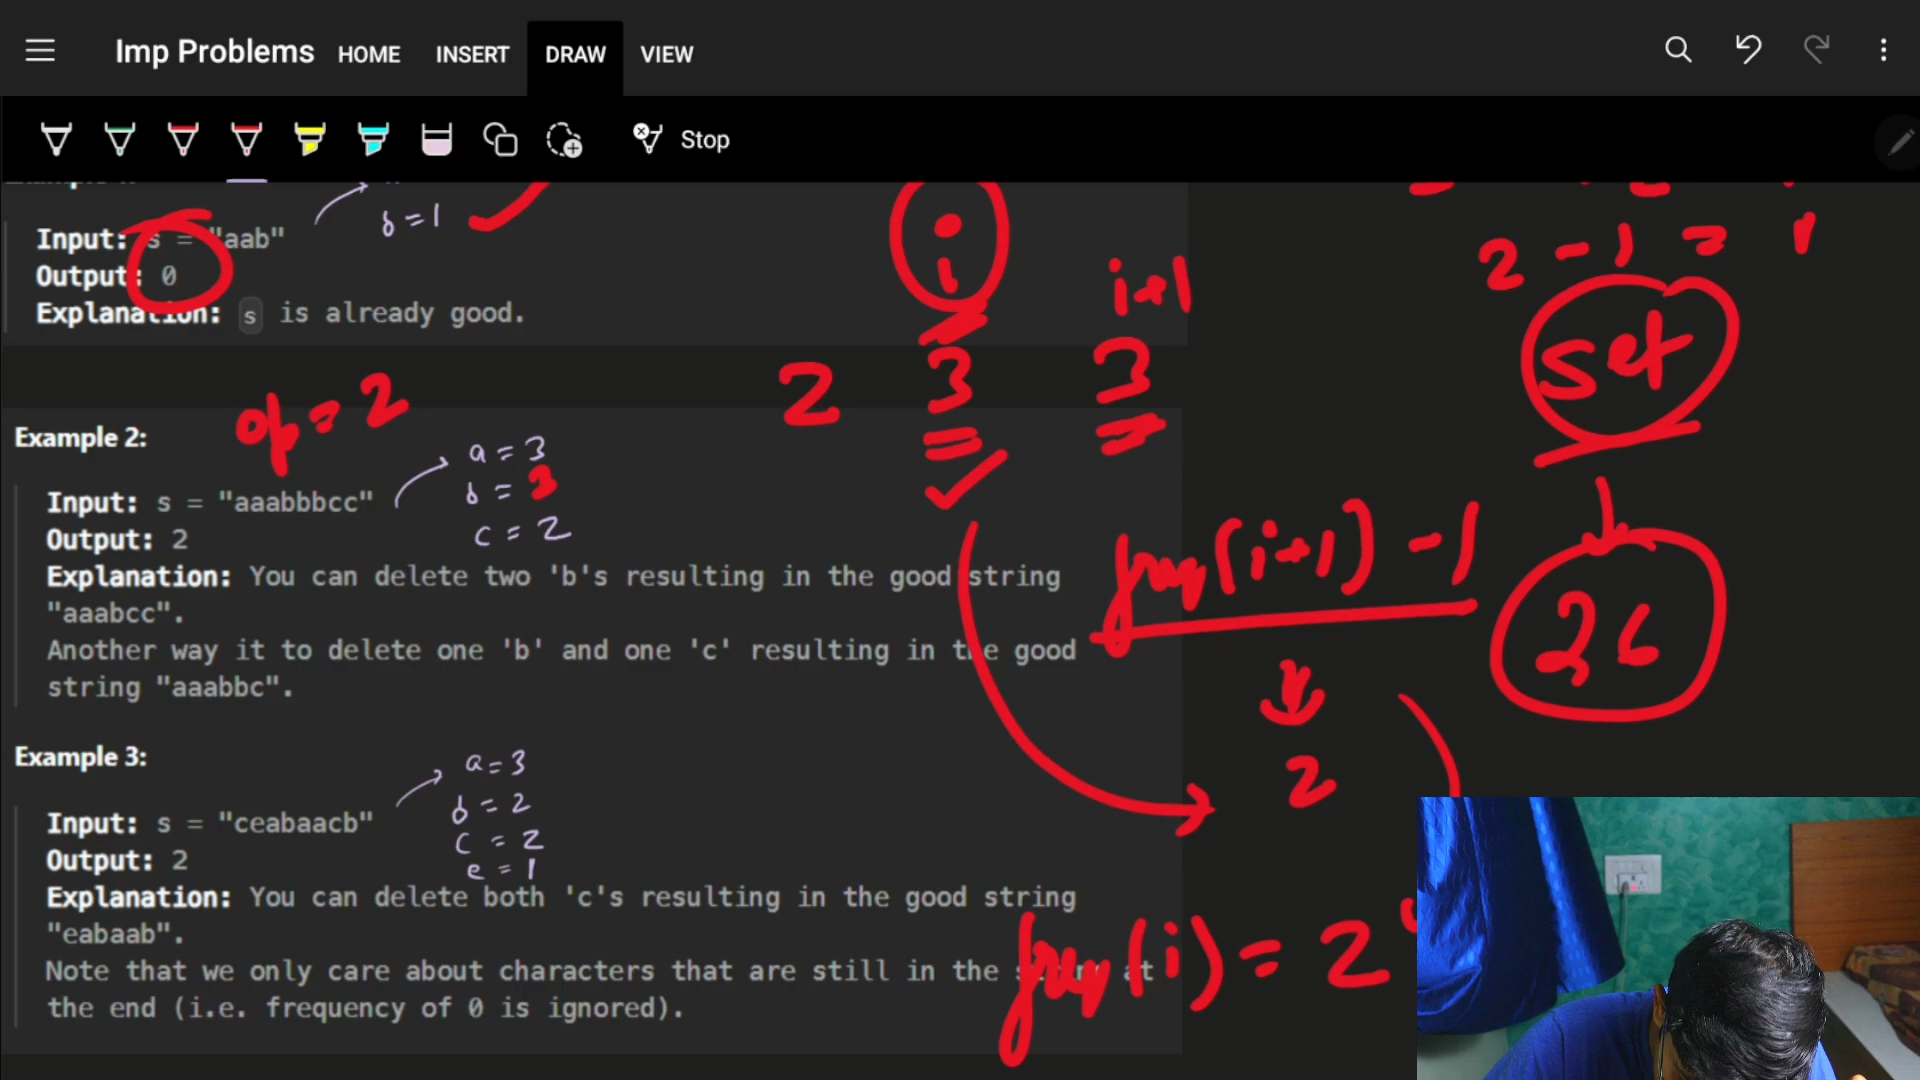 Imp Problems HOME INSERT DRAW VIEW
Stop
b = 1
Input: s = "aab"
Output: 0
Explanation: s is already good.
i
i+1
2 - 1 = 1
set
2 3 3
op = 2
Example 2:
a = 3
b = 3
c = 2
Input: s = "aaabbbcc"
Output: 2
Explanation: You can delete two 'b's resulting in the good string
"aaabcc".
Another way it to delete one 'b' and one 'c' resulting in the good
string "aaabbc".
freq(i+1) - 1
26
2
Example 3:
a = 3
b = 2
c = 2
e = 1
Input: s = "ceabaacb"
Output: 2
Explanation: You can delete both 'c's resulting in the good string
"eabaab".
Note that we only care about characters that are still in the at
the end (i.e. frequency of 0 is ignored).
freq(i) = 2